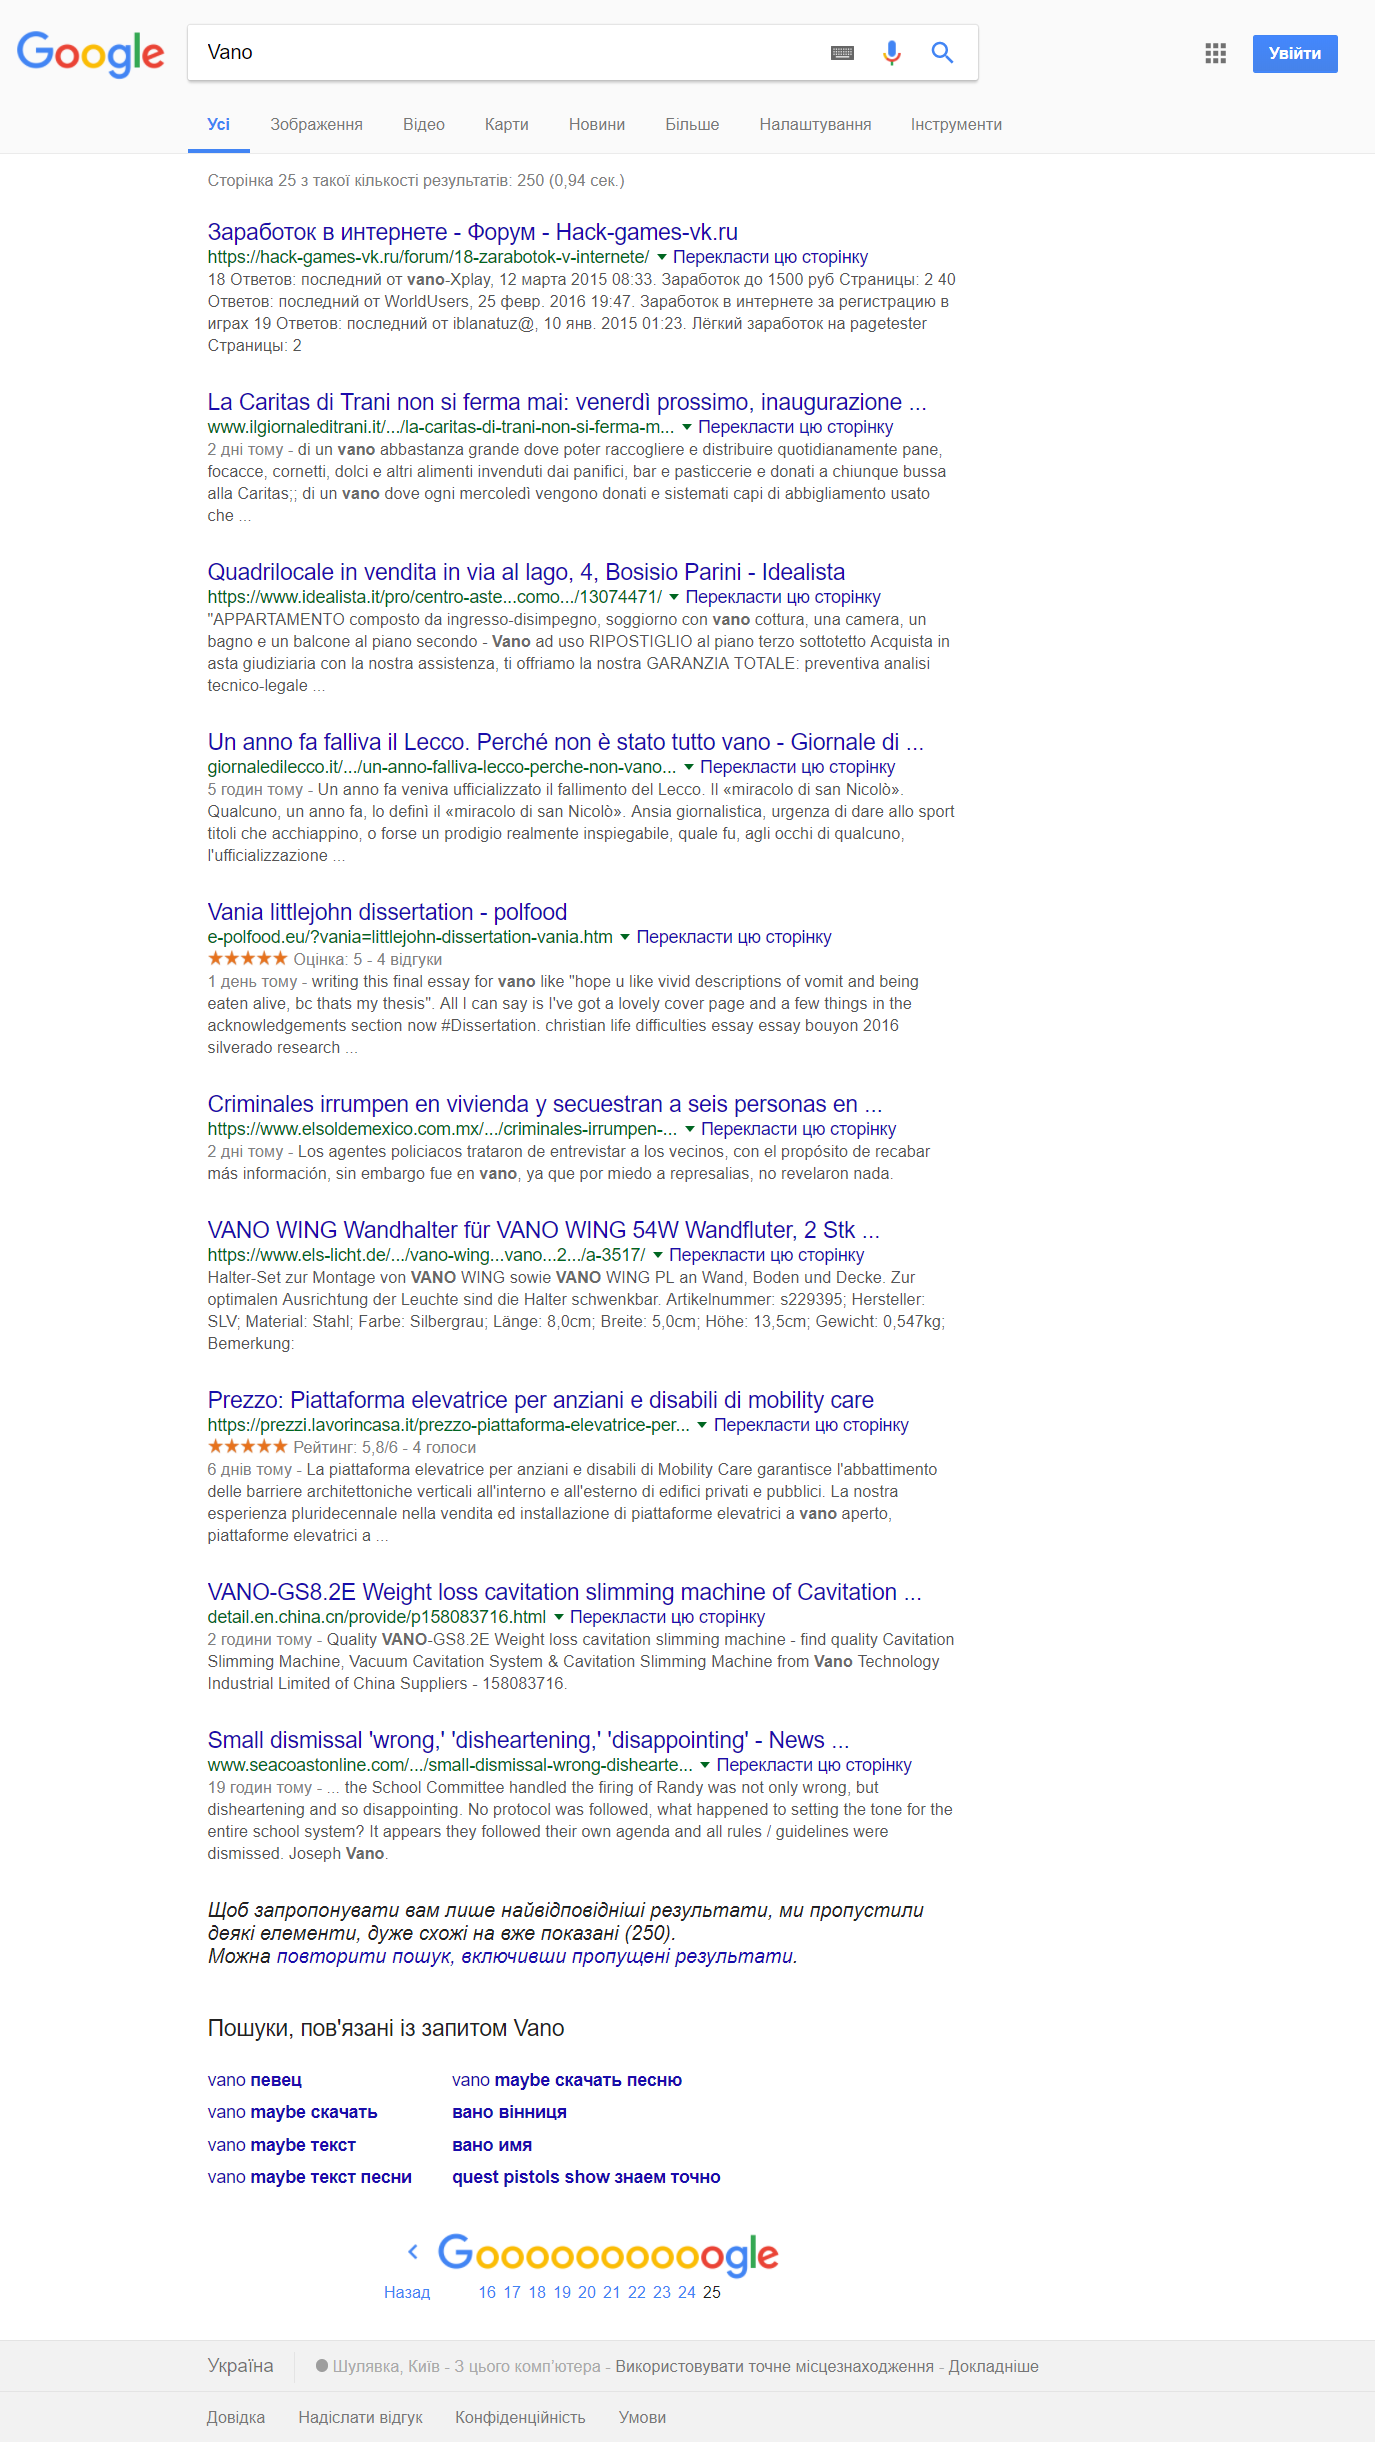 Google
Vano
Увійти
Усі Зображення Відео Карти Новини Більше Налаштування Інструменти
Сторінка 25 з такої кількості результатів: 250 (0,94 сек.)
Заработок в интернете - Форум - Hack-games-vk.ru
https://hack-games-vk.ru/forum/18-zarabotok-v-internete/ Перекласти цю сторінку
18 Ответов: последний от vano-Xplay, 12 марта 2015 08:33. Заработок до 1500 руб Страницы: 2 40
Ответов: последний от WorldUsers, 25 февр. 2016 19:47. Заработок в интернете за регистрацию в
играх 19 Ответов: последний от iblanatuz@, 10 янв. 2015 01:23. Лёгкий заработок на pagetester
Страницы: 2
La Caritas di Trani non si ferma mai: venerdì prossimo, inaugurazione ...
www.ilgiornaleditrani.it/.../la-caritas-di-trani-non-si-ferma-m... Перекласти цю сторінку
2 дні тому - di un vano abbastanza grande dove poter raccogliere e distribuire quotidianamente pane,
focacce, cornetti, dolci e altri alimenti invenduti dai panifici, bar e pasticcerie e donati a chiunque bussa
alla Caritas;; di un vano dove ogni mercoledì vengono donati e sistemati capi di abbigliamento usato
che ...
Quadrilocale in vendita in via al lago, 4, Bosisio Parini - Idealista
https://www.idealista.it/pro/centro-aste...como.../13074471/ Перекласти цю сторінку
"APPARTAMENTO composto da ingresso-disimpegno, soggiorno con vano cottura, una camera, un
bagno e un balcone al piano secondo - Vano ad uso RIPOSTIGLIO al piano terzo sottotetto Acquista in
asta giudiziaria con la nostra assistenza, ti offriamo la nostra GARANZIA TOTALE: preventiva analisi
tecnico-legale ...
Un anno fa falliva il Lecco. Perché non è stato tutto vano - Giornale di ...
giornaledilecco.it/.../un-anno-falliva-lecco-perche-non-vano... Перекласти цю сторінку
5 годин тому - Un anno fa veniva ufficializzato il fallimento del Lecco. Il «miracolo di san Nicolò».
Qualcuno, un anno fa, lo definì il «miracolo di san Nicolò». Ansia giornalistica, urgenza di dare allo sport
titoli che acchiappino, o forse un prodigio realmente inspiegabile, quale fu, agli occhi di qualcuno,
l'ufficializzazione ...
Vania littlejohn dissertation - polfood
e-polfood.eu/?vania=littlejohn-dissertation-vania.htm Перекласти цю сторінку
Оцінка: 5 - 4 відгуки
1 день тому - writing this final essay for vano like "hope u like vivid descriptions of vomit and being
eaten alive, bc thats my thesis". All I can say is I've got a lovely cover page and a few things in the
acknowledgements section now #Dissertation. christian life difficulties essay essay bouyon 2016
silverado research ...
Criminales irrumpen en vivienda y secuestran a seis personas en ...
https://www.elsoldemexico.com.mx/.../criminales-irrumpen-... Перекласти цю сторінку
2 дні тому - Los agentes policiacos trataron de entrevistar a los vecinos, con el propósito de recabar
más información, sin embargo fue en vano, ya que por miedo a represalias, no revelaron nada.
VANO WING Wandhalter für VANO WING 54W Wandfluter, 2 Stk ...
https://www.els-licht.de/.../vano-wing...vano...2.../a-3517/ Перекласти цю сторінку
Halter-Set zur Montage von VANO WING sowie VANO WING PL an Wand, Boden und Decke. Zur
optimalen Ausrichtung der Leuchte sind die Halter schwenkbar. Artikelnummer: s229395; Hersteller:
SLV; Material: Stahl; Farbe: Silbergrau; Länge: 8,0cm; Breite: 5,0cm; Höhe: 13,5cm; Gewicht: 0,547kg;
Bemerkung:
Prezzo: Piattaforma elevatrice per anziani e disabili di mobility care
https://prezzi.lavorincasa.it/prezzo-piattaforma-elevatrice-per... Перекласти цю сторінку
Рейтинг: 5,8/6 - 4 голоси
6 днів тому - La piattaforma elevatrice per anziani e disabili di Mobility Care garantisce l'abbattimento
delle barriere architettoniche verticali all'interno e all'esterno di edifici privati e pubblici. La nostra
esperienza pluridecennale nella vendita ed installazione di piattaforme elevatrici a vano aperto,
piattaforme elevatrici a ...
VANO-GS8.2E Weight loss cavitation slimming machine of Cavitation ...
detail.en.china.cn/provide/p158083716.html Перекласти цю сторінку
2 години тому - Quality VANO-GS8.2E Weight loss cavitation slimming machine - find quality Cavitation
Slimming Machine, Vacuum Cavitation System & Cavitation Slimming Machine from Vano Technology
Industrial Limited of China Suppliers - 158083716.
Small dismissal 'wrong,' 'disheartening,' 'disappointing' - News ...
www.seacoastonline.com/.../small-dismissal-wrong-dishearte... Перекласти цю сторінку
19 годин тому - ... the School Committee handled the firing of Randy was not only wrong, but
disheartening and so disappointing. No protocol was followed, what happened to setting the tone for the
entire school system? It appears they followed their own agenda and all rules / guidelines were
dismissed. Joseph Vano.
Щоб запропонувати вам лише найвідповідніші результати, ми пропустили
деякі елементи, дуже схожі на вже показані (250).
Можна повторити пошук, включивши пропущені результати.
Пошуки, пов'язані із запитом Vano
vano певец vano maybe скачать песню
vano maybe скачать вано вінниця
vano maybe текст вано имя
vano maybe текст песни quest pistols show знаем точно
Goooooooooogle
Назад 16 17 18 19 20 21 22 23 24 25
Україна Шулявка, Київ - З цього комп'ютера - Використовувати точне місцезнаходження - Докладніше
Довідка Надіслати відгук Конфіденційність Умови